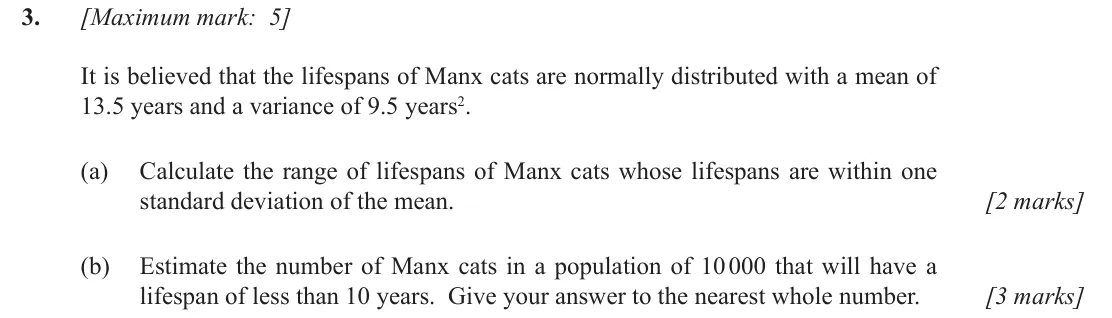 3. [Maximum mark: 5]
It is believed that the lifespans of Manx cats are normally distributed with a mean of
13.5 years and a variance of 9.5 years².
(a) Calculate the range of lifespans of Manx cats whose lifespans are within one
standard deviation of the mean. [2 marks]
(b) Estimate the number of Manx cats in a population of 10 000 that will have a
lifespan of less than 10 years. Give your answer to the nearest whole number. [3 marks]